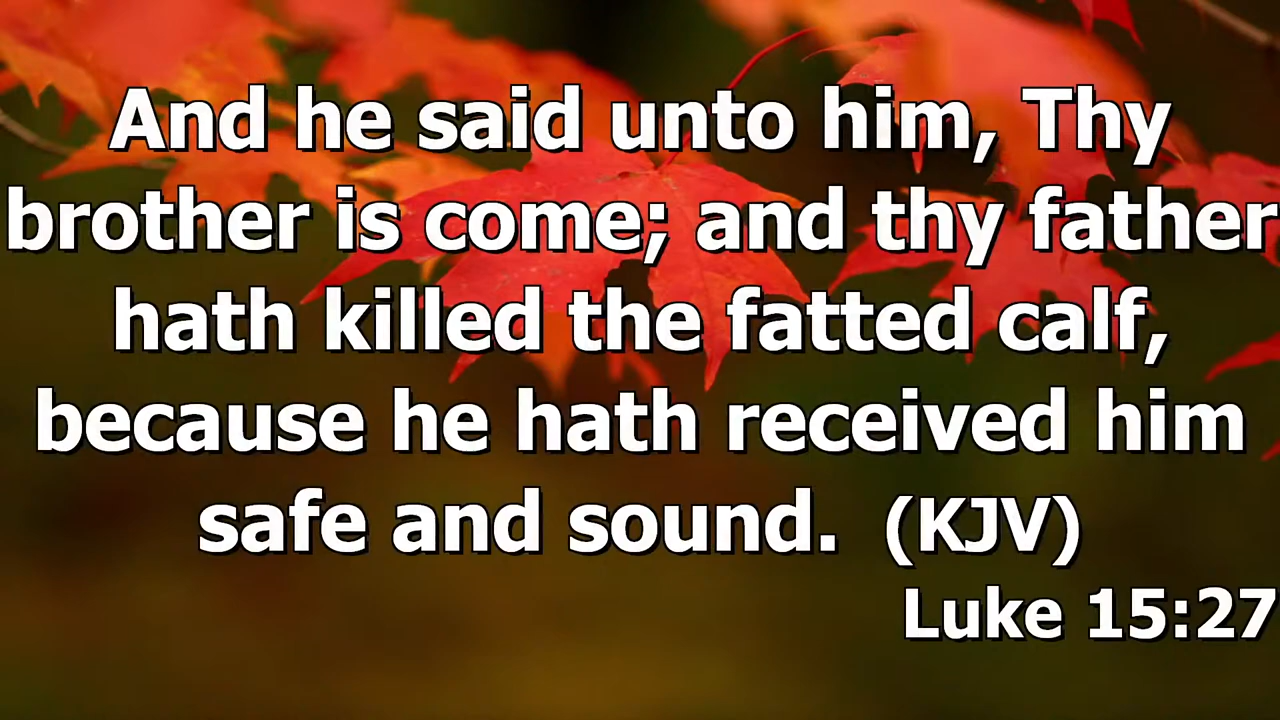 And he said unto him, Thy
brother is come; and thy father
hath killed the fatted calf,
because he hath received him
safe and sound.  (KJV)
Luke 15:27